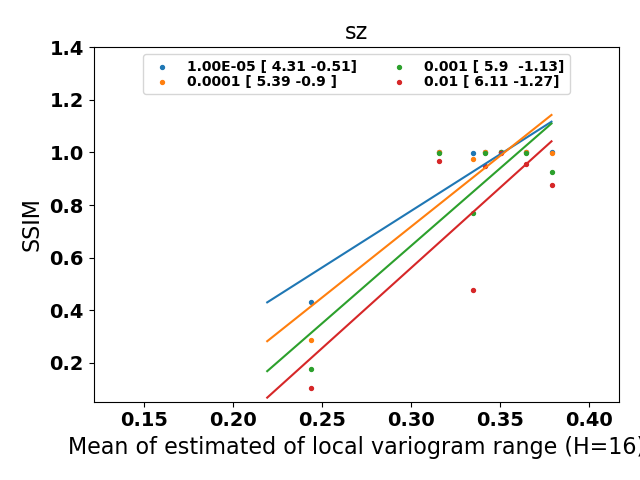 sz
1.00E-05 [ 4.31 -0.51]
0.0001 [ 5.39 -0.9 ]
0.001 [ 5.9  -1.13]
0.01 [ 6.11 -1.27]
SSIM
1.4
1.2
1.0
0.8
0.6
0.4
0.2
0.15 0.20 0.25 0.30 0.35 0.40
Mean of estimated of local variogram range (H=16)